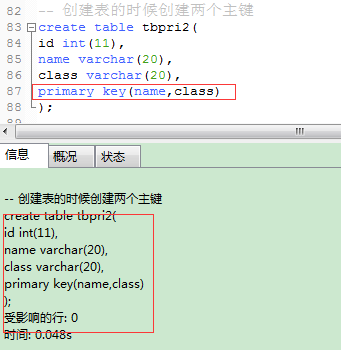 82 -- 创建表的时候创建两个主键
83 create table tbpri2(
84 id int(11),
85 name varchar(20),
86 class varchar(20),
87 primary key(name,class)
88 );
89
信息 概况 状态
-- 创建表的时候创建两个主键
create table tbpri2(
id int(11),
name varchar(20),
class varchar(20),
primary key(name,class)
);
受影响的行: 0
时间: 0.048s